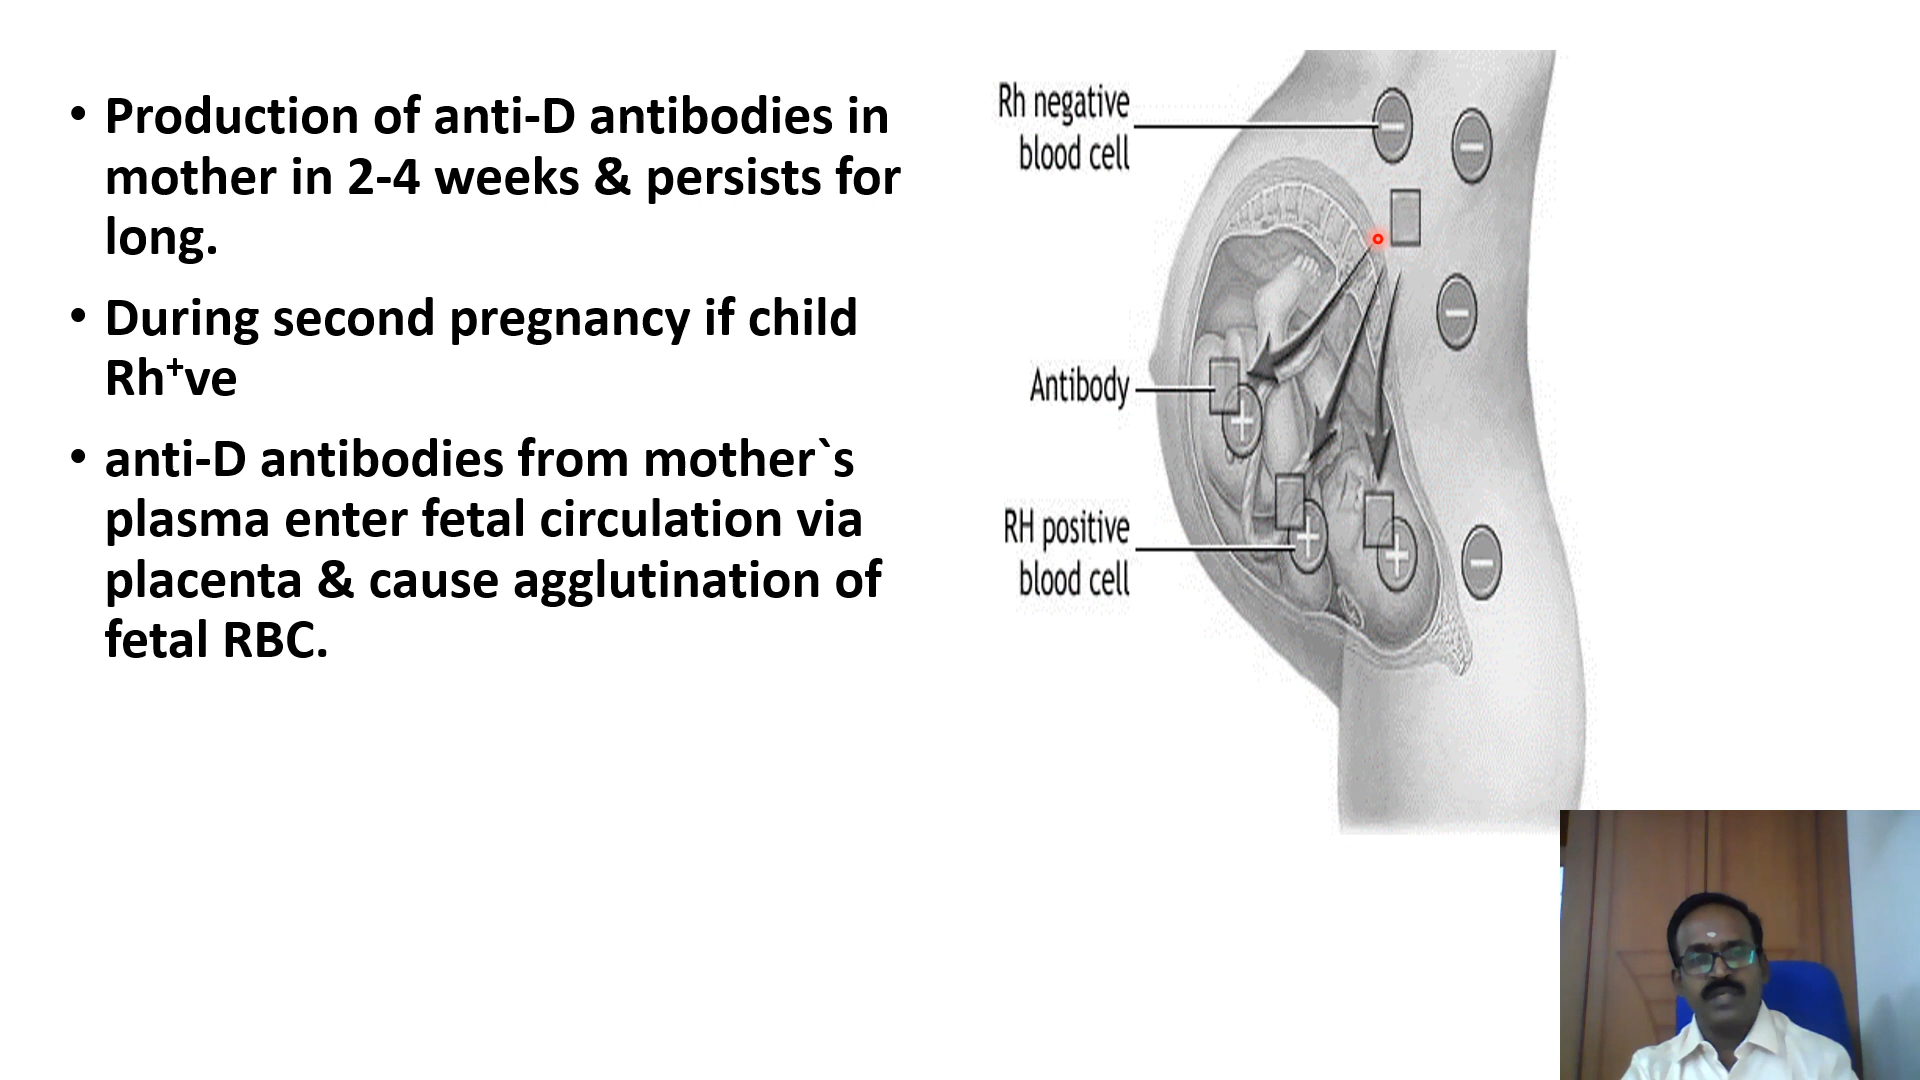 • Production of anti-D antibodies in
mother in 2-4 weeks & persists for
long.
• During second pregnancy if child
Rh⁺ve
• anti-D antibodies from mother`s
plasma enter fetal circulation via
placenta & cause agglutination of
fetal RBC.
Rh negative
blood cell
Antibody
RH positive
blood cell